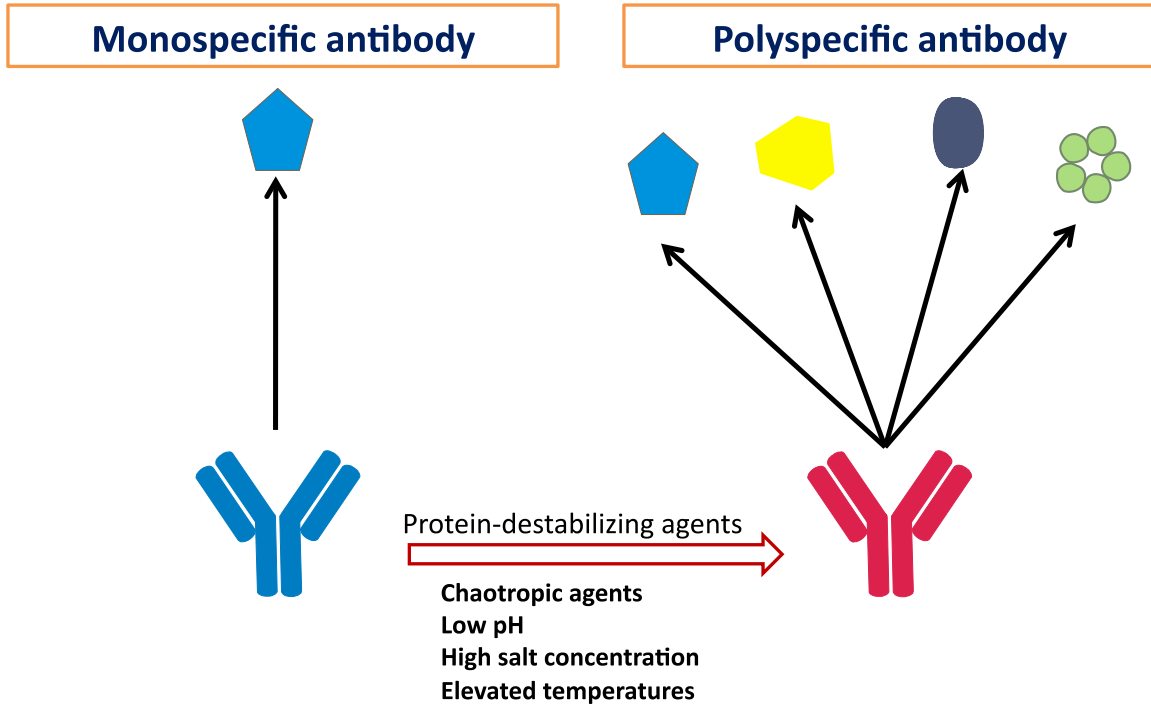 Monospecific antibody
Polyspecific antibody
Protein-destabilizing agents
Chaotropic agents
Low pH
High salt concentration
Elevated temperatures